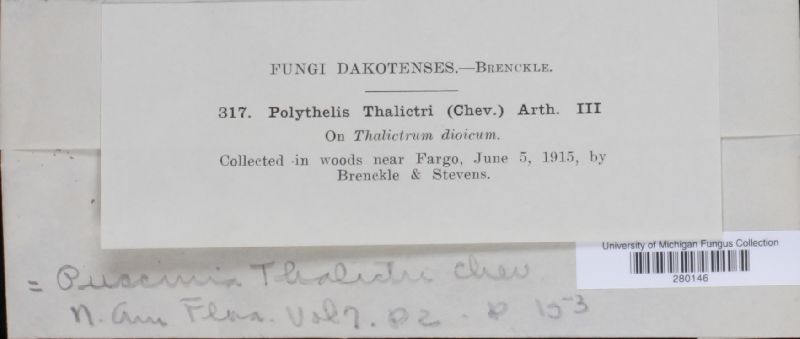 FUNGI DAKOTENSES.—BRENCKLE.
317. Polythelis Thalictri (Chev.) Arth. III
On Thalictrum dioicum.
Collected in woods near Fargo, June 5, 1915, by
Brenckle & Stevens.
University of Michigan Fungus Collection
280146
= Puccinia Thalictri Chev
N. Am Flora. Vol 7. P2. P 153